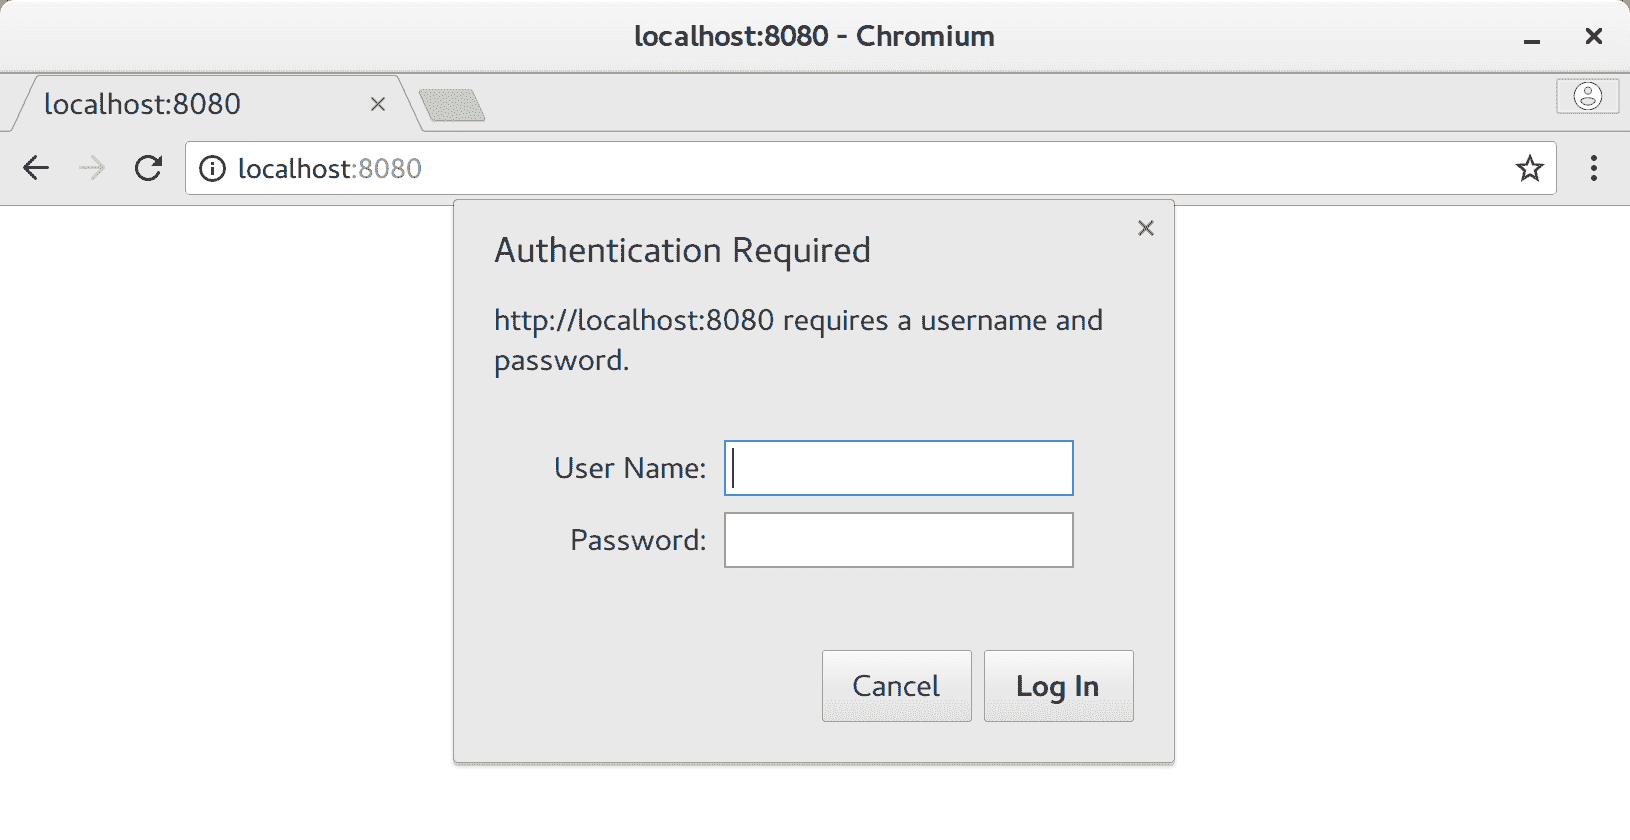 localhost:8080 - Chromium
localhost:8080
localhost:8080
Authentication Required
http://localhost:8080 requires a username and
password.
User Name:
Password:
Cancel
Log In